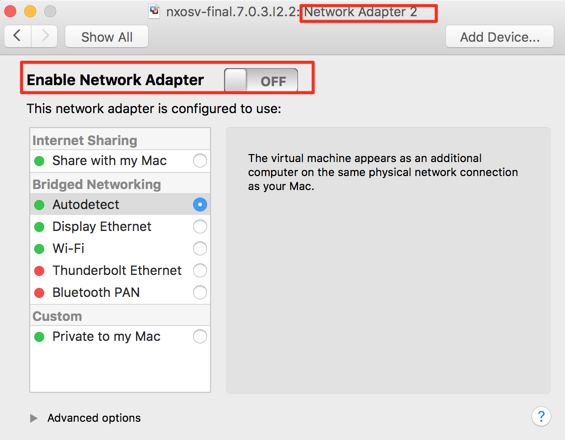 nxosv-final.7.0.3.I2.2: Network Adapter 2
Show All
Add Device...
Enable Network Adapter
OFF
This network adapter is configured to use:
Internet Sharing
Share with my Mac
Bridged Networking
Autodetect
Display Ethernet
Wi-Fi
Thunderbolt Ethernet
Bluetooth PAN
Custom
Private to my Mac
The virtual machine appears as an additional
computer on the same physical network connection
as your Mac.
Advanced options
?